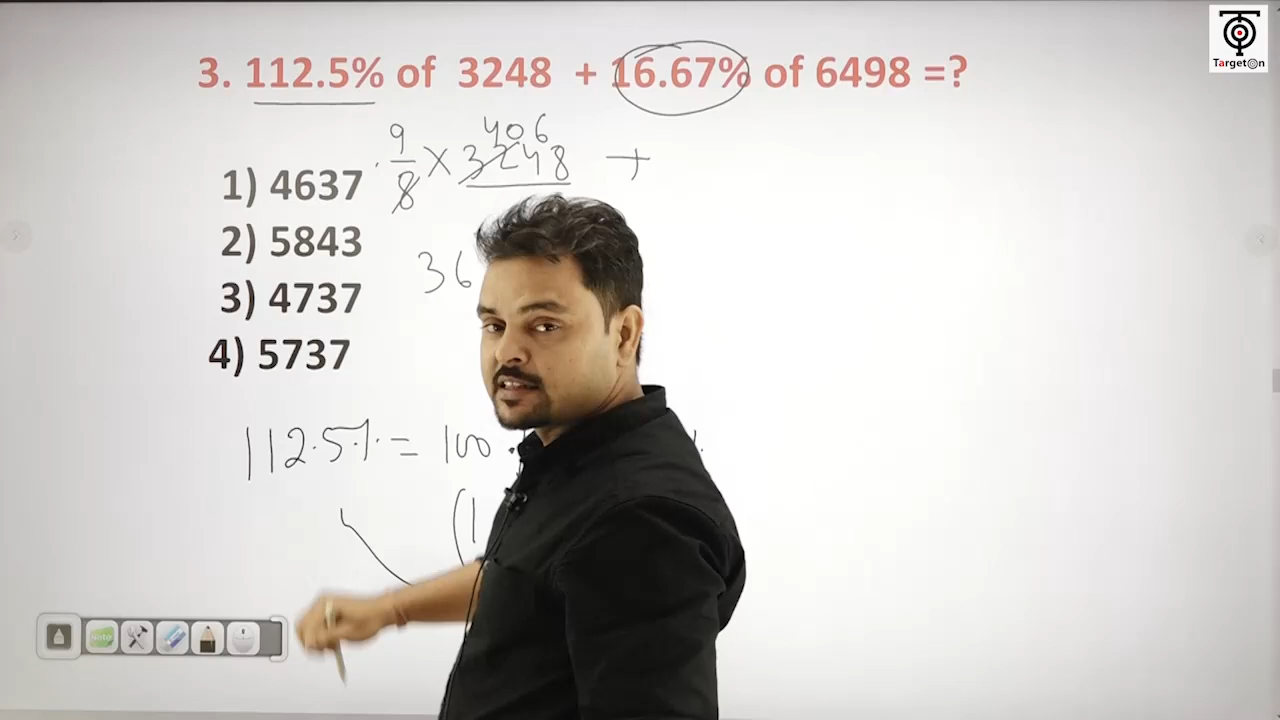 TargetOn
3. 112.5% of 3248 + 16.67% of 6498 =?
406
9/8 × 3248 +
1) 4637
2) 5843
36
3) 4737
4) 5737
112.5% = 100
(1